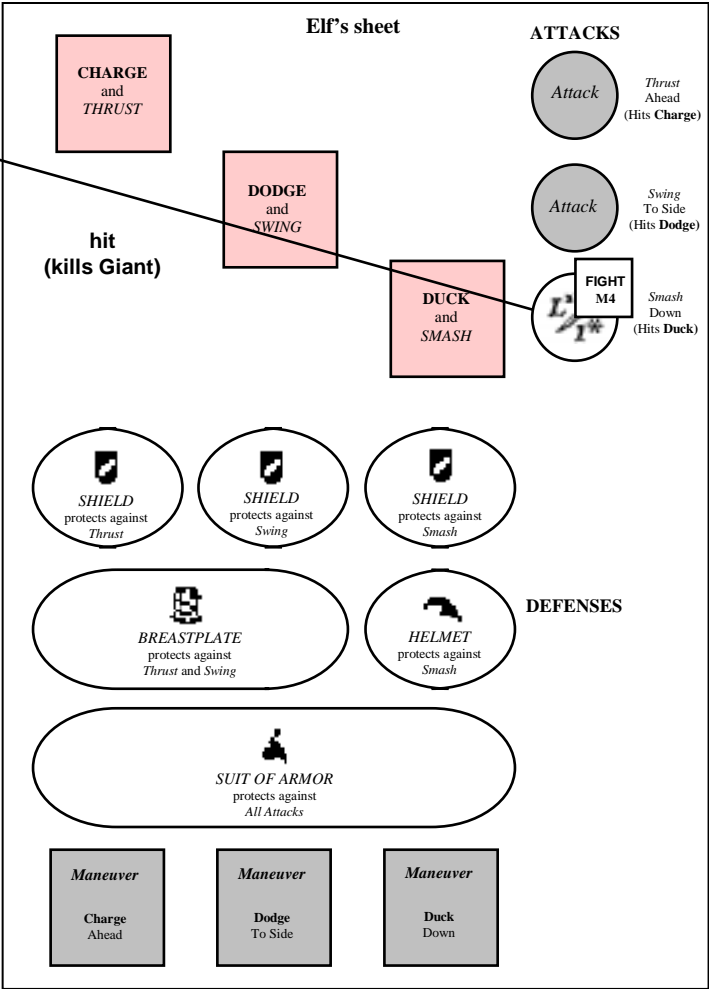 Elf's sheet
ATTACKS
CHARGE
and
THRUST
Attack
Thrust
Ahead
(Hits Charge)
DODGE
and
SWING
Attack
Swing
To Side
(Hits Dodge)
hit
(kills Giant)
DUCK
and
SMASH
FIGHT
M4
Smash
Down
(Hits Duck)
SHIELD
protects against
Thrust
SHIELD
protects against
Swing
SHIELD
protects against
Smash
BREASTPLATE
protects against
Thrust and Swing
HELMET
protects against
Smash
DEFENSES
SUIT OF ARMOR
protects against
All Attacks
Maneuver
Charge
Ahead
Maneuver
Dodge
To Side
Maneuver
Duck
Down